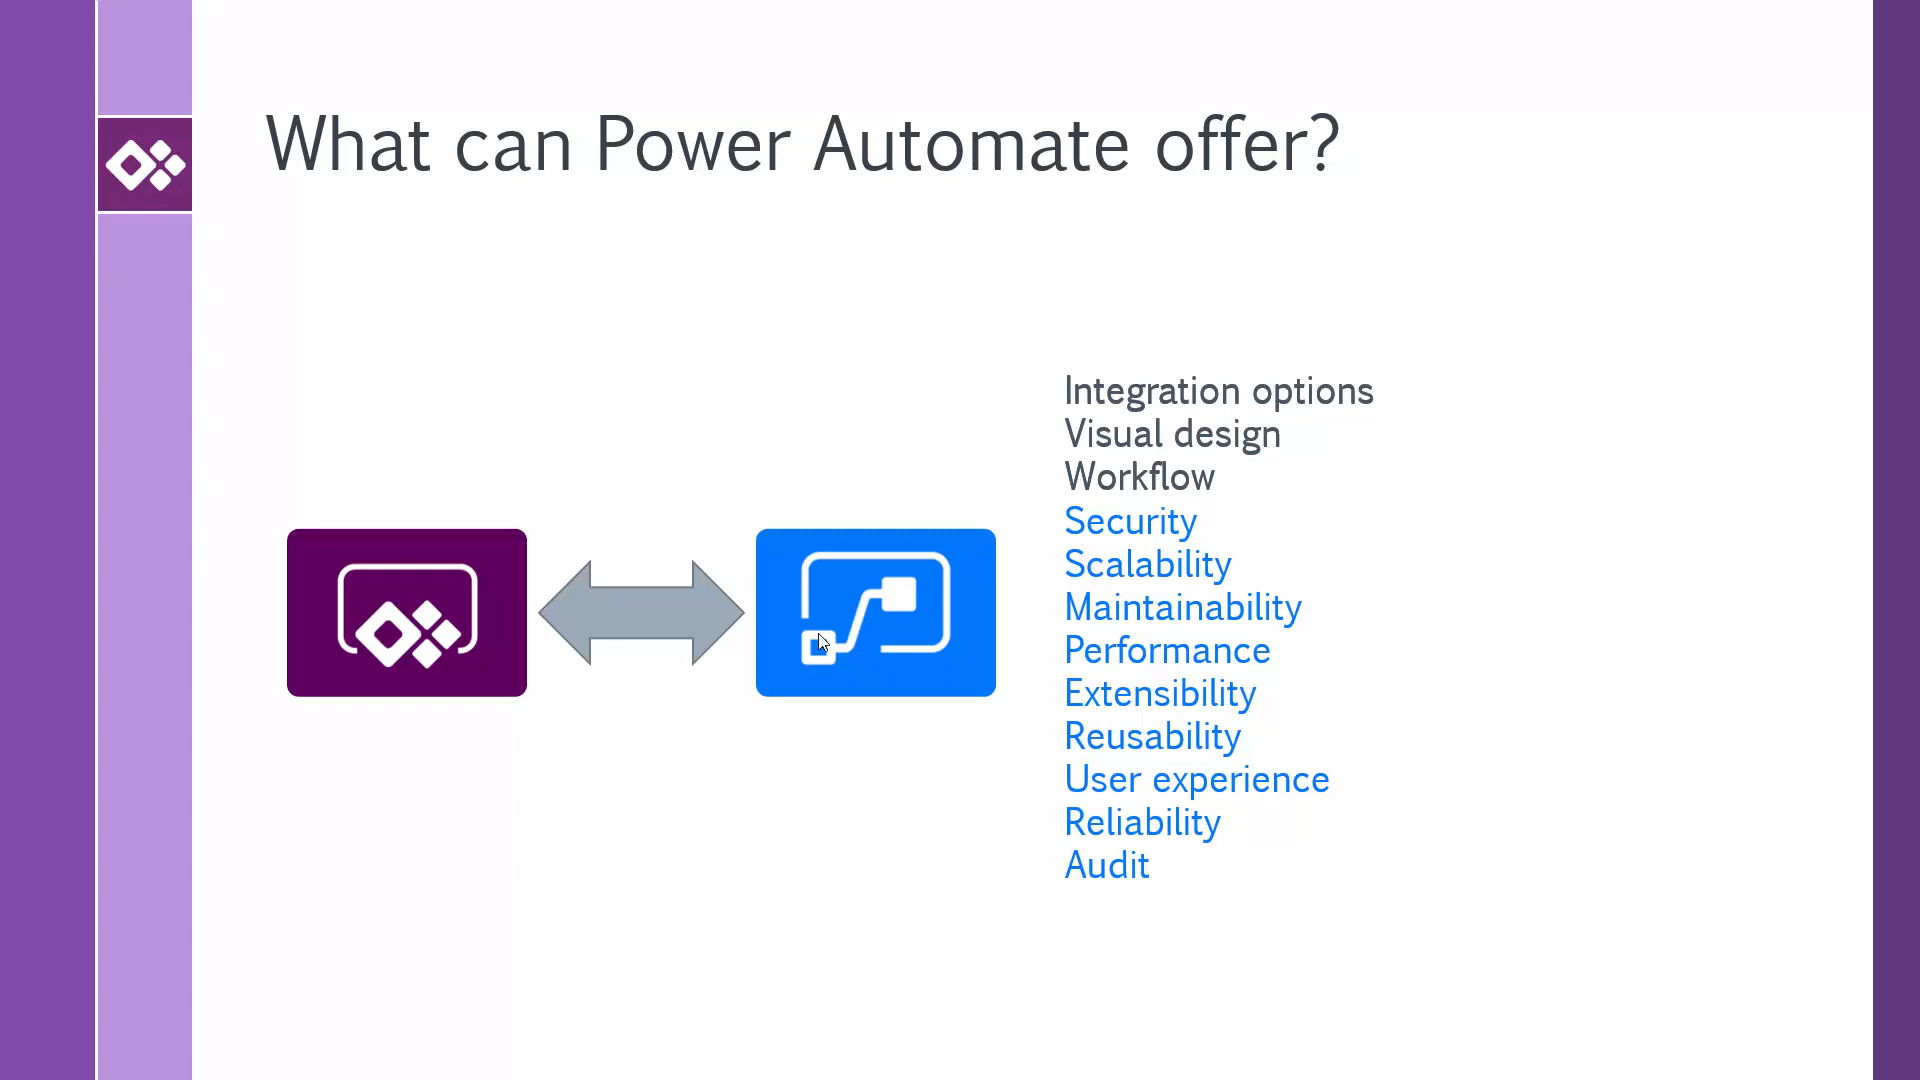 What can Power Automate offer?
Integration options
Visual design
Workflow
Security
Scalability
Maintainability
Performance
Extensibility
Reusability
User experience
Reliability
Audit